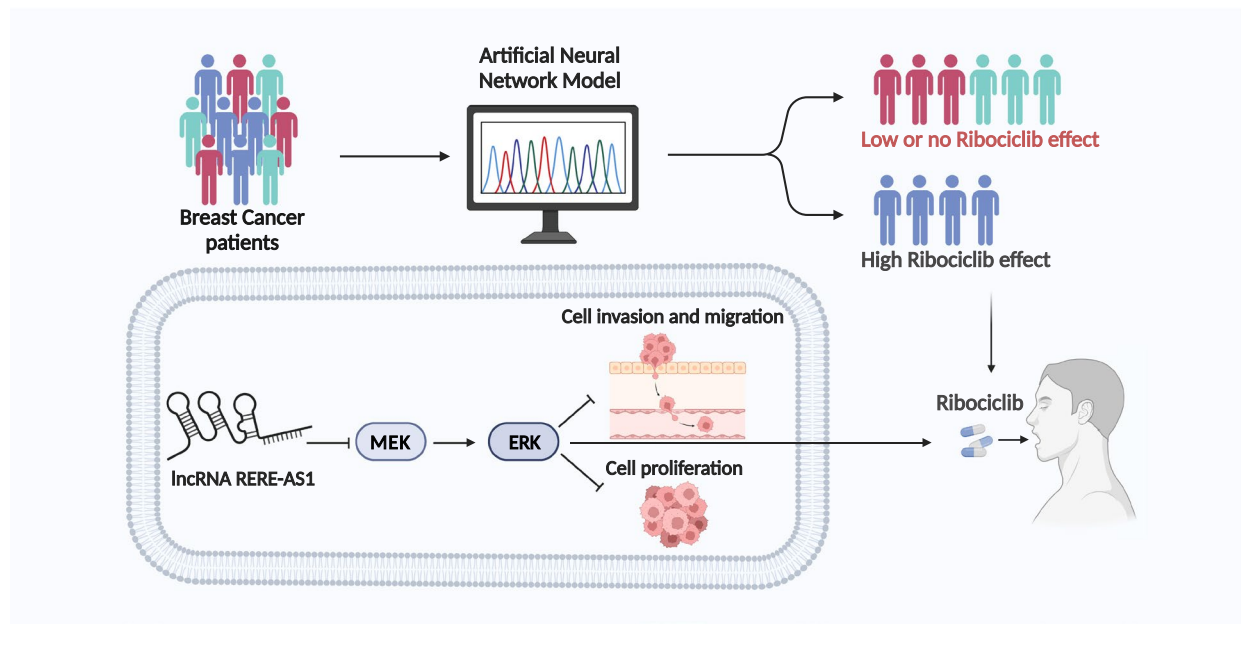 Artificial Neural
Network Model
Breast Cancer
patients
Low or no Ribociclib effect
High Ribociclib effect
Cell invasion and migration
Ribociclib
MEK
ERK
lncRNA RERE-AS1
Cell proliferation